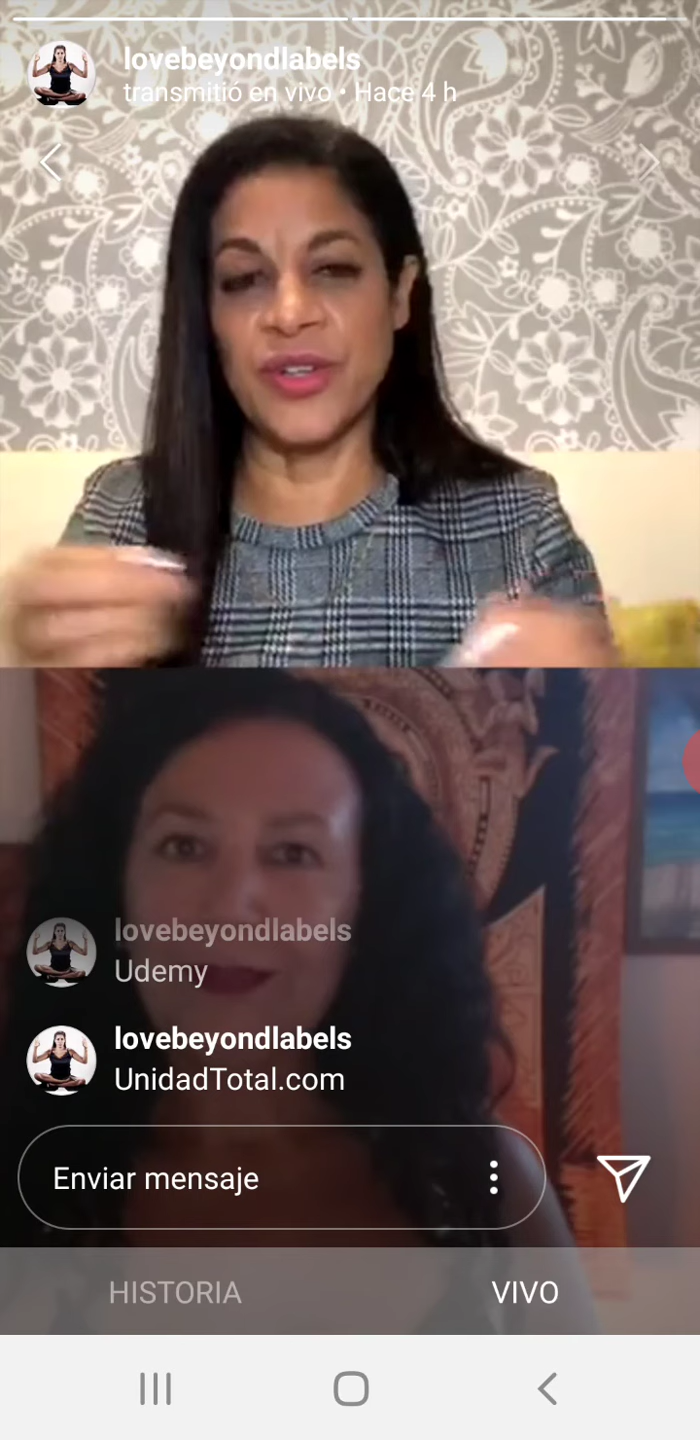 lovebeyondlabels
transmitió en vivo • Hace 4 h
lovebeyondlabels
Udemy
lovebeyondlabels
UnidadTotal.com
Enviar mensaje
HISTORIA
VIVO